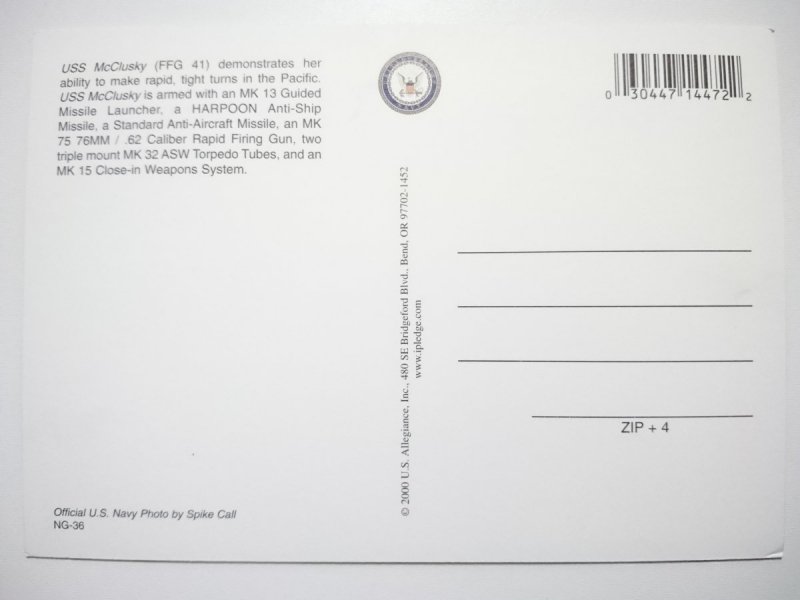 USS McClusky (FFG 41) demonstrates her
ability to make rapid, tight turns in the Pacific.
USS McClusky is armed with an MK 13 Guided
Missile Launcher, a HARPOON Anti-Ship
Missile, a Standard Anti-Aircraft Missile, an MK
75 76MM / .62 Caliber Rapid Firing Gun, two
triple mount MK 32 ASW Torpedo Tubes, and an
MK 15 Close-in Weapons System.
Official U.S. Navy Photo by Spike Call
NG-36
© 2000 U.S. Allegiance, Inc., 480 SE Bridgeford Blvd., Bend, OR 97702-1452
www.ipledge.com
0 30447 14472 2
ZIP + 4